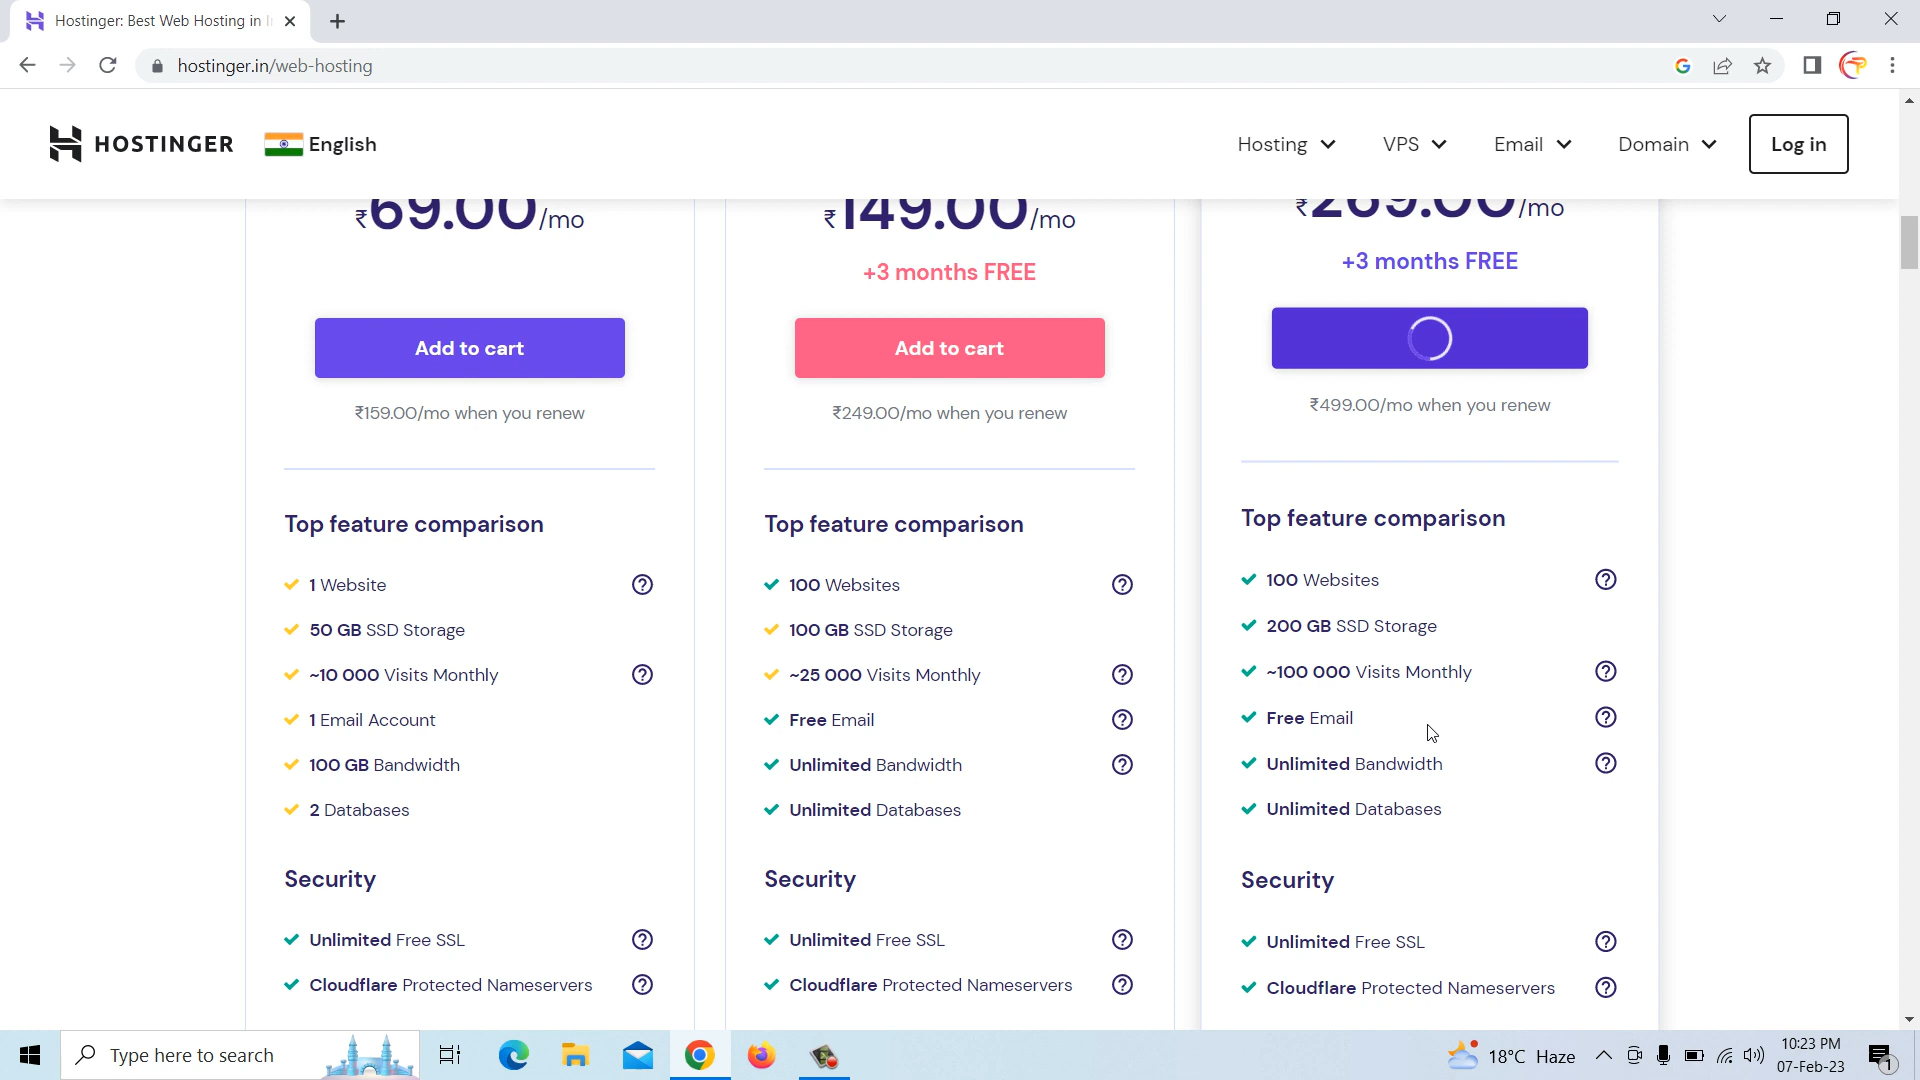 Hostinger: Best Web Hosting in I
hostinger.in/web-hosting
HOSTINGER
English
Hosting
VPS
Email
Domain
Log in
₹69.00/mo
Add to cart
₹159.00/mo when you renew
Top feature comparison
1 Website
50 GB SSD Storage
~10 000 Visits Monthly
1 Email Account
100 GB Bandwidth
2 Databases
Security
Unlimited Free SSL
Cloudflare Protected Nameservers
₹149.00/mo
+3 months FREE
Add to cart
₹249.00/mo when you renew
Top feature comparison
100 Websites
100 GB SSD Storage
~25 000 Visits Monthly
Free Email
Unlimited Bandwidth
Unlimited Databases
Security
Unlimited Free SSL
Cloudflare Protected Nameservers
/mo
+3 months FREE
₹499.00/mo when you renew
Top feature comparison
100 Websites
200 GB SSD Storage
~100 000 Visits Monthly
Free Email
Unlimited Bandwidth
Unlimited Databases
Security
Unlimited Free SSL
Cloudflare Protected Nameservers
Type here to search
18°C Haze
10:23 PM
07-Feb-23
1